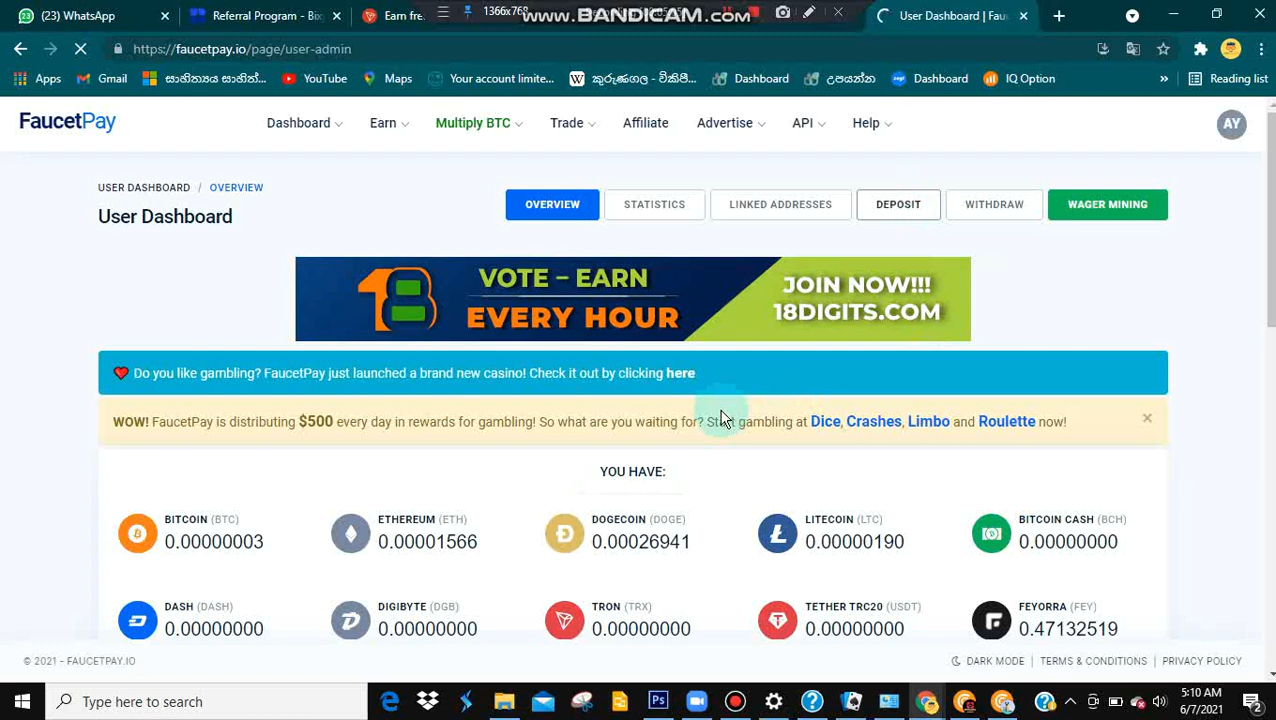 (23) WhatsApp
Referral Program - Bix
Earn fre
1366x768
www.BANDICAM.com
User Dashboard | Fau
https://faucetpay.io/page/user-admin
Apps
Gmail
සාහිත්‍යය සාහිත්...
YouTube
Maps
Your account limite...
කුරුණෑගල - විකිපී...
Dashboard
උපයන්න
Dashboard
IQ Option
»
Reading list
FaucetPay
Dashboard
Earn
Multiply BTC
Trade
Affiliate
Advertise
API
Help
AY
USER DASHBOARD / OVERVIEW
User Dashboard
OVERVIEW
STATISTICS
LINKED ADDRESSES
DEPOSIT
WITHDRAW
WAGER MINING
18
VOTE – EARN
EVERY HOUR
JOIN NOW!!!
18DIGITS.COM
Do you like gambling? FaucetPay just launched a brand new casino! Check it out by clicking here
WOW! FaucetPay is distributing $500 every day in rewards for gambling! So what are you waiting for? Start gambling at Dice, Crashes, Limbo and Roulette now!
YOU HAVE:
BITCOIN (BTC)
0.00000003
ETHEREUM (ETH)
0.00001566
DOGECOIN (DOGE)
0.00026941
LITECOIN (LTC)
0.00000190
BITCOIN CASH (BCH)
0.00000000
DASH (DASH)
0.00000000
DIGIBYTE (DGB)
0.00000000
TRON (TRX)
0.00000000
TETHER TRC20 (USDT)
0.00000000
FEYORRA (FEY)
0.47132519
© 2021 - FAUCETPAY.IO
DARK MODE | TERMS & CONDITIONS | PRIVACY POLICY
Type here to search
5:10 AM
6/7/2021
2